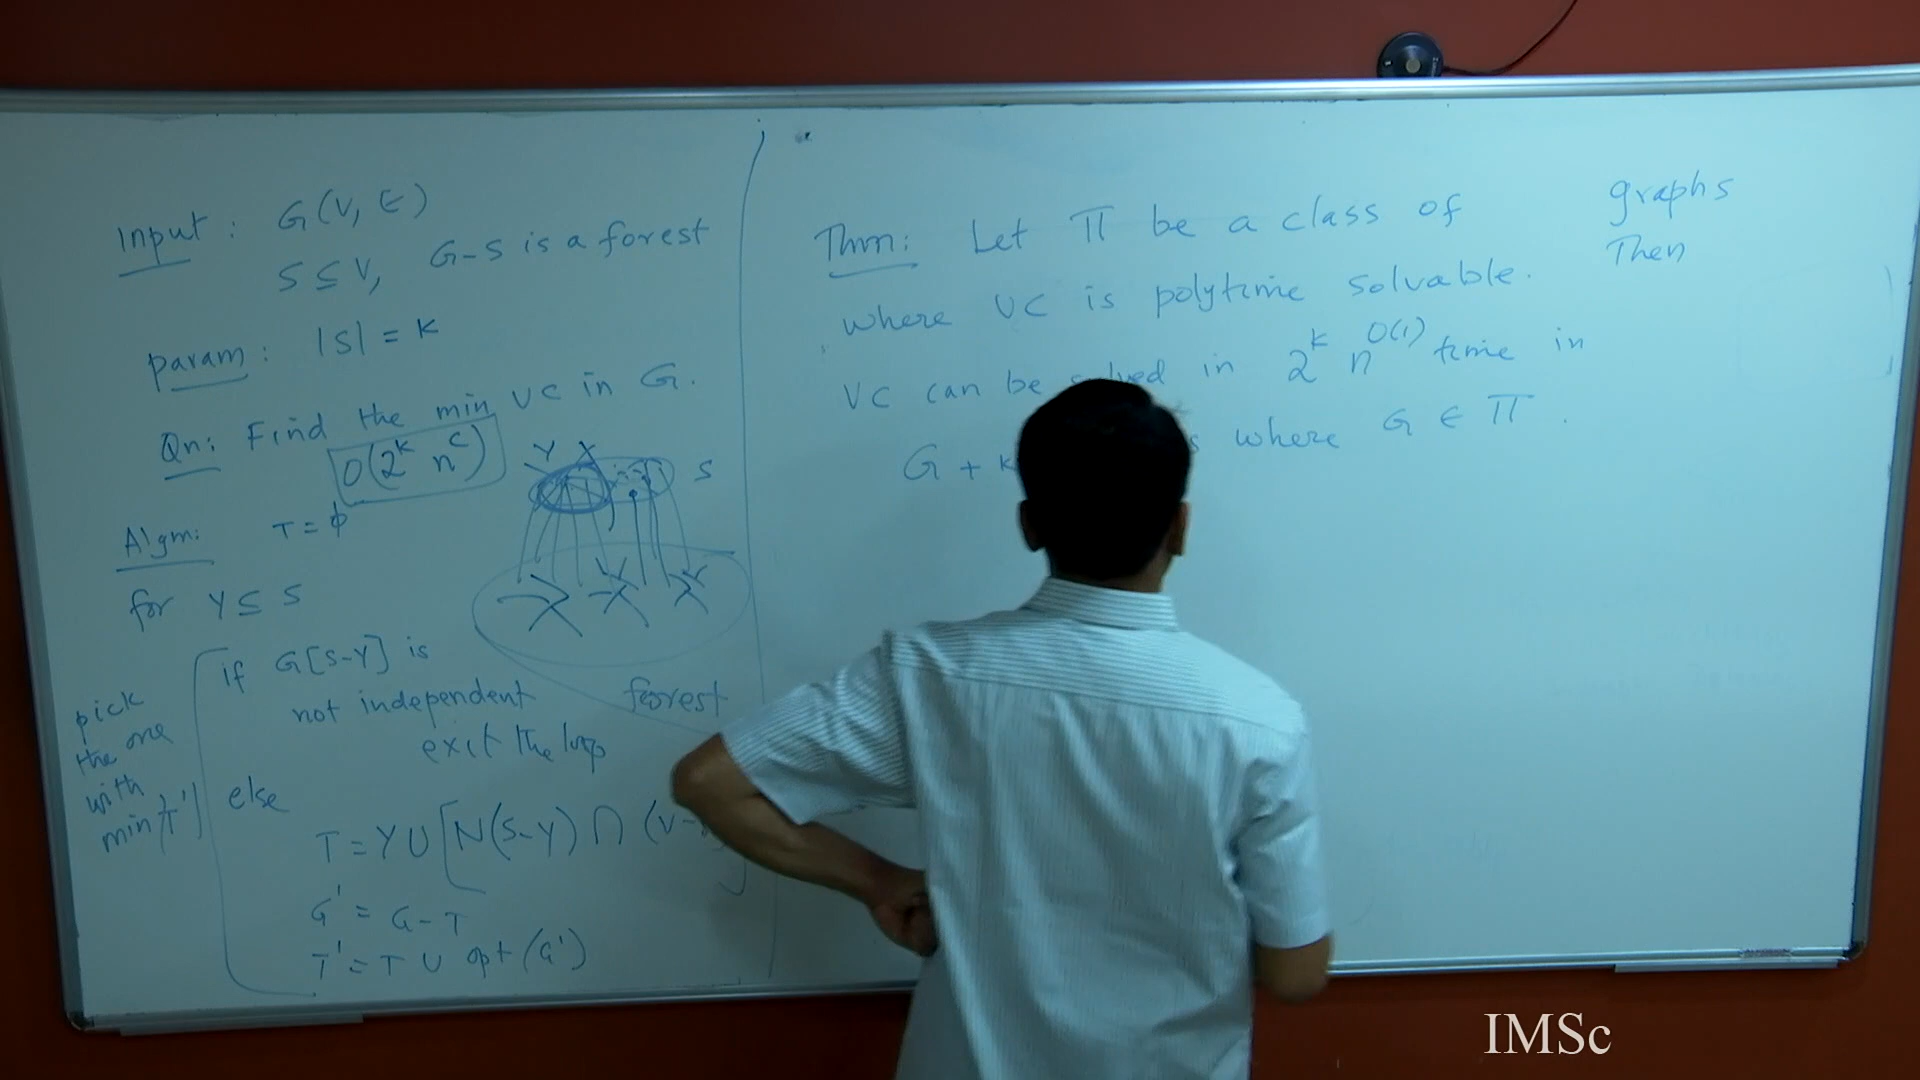 Input : G(V, E)
S ⊆ V, G-S is a forest
param : |S| = k
Qn: Find the min VC in G.
O(2^k n^c)
Y X
S
Algm: T = φ
for Y ⊆ S
if G[S-Y] is
not independent
exit the loop
forest
pick
the one
with
min |T'|
else
T = Y U [N(S-Y) ∩ (V-
G' = G - T
T' = T U opt(G')
Thm: Let Π be a class of graphs
where VC is polytime solvable. Then
VC can be solved in 2^k n^O(1) time in
G + k where G ∈ Π.
IMSc